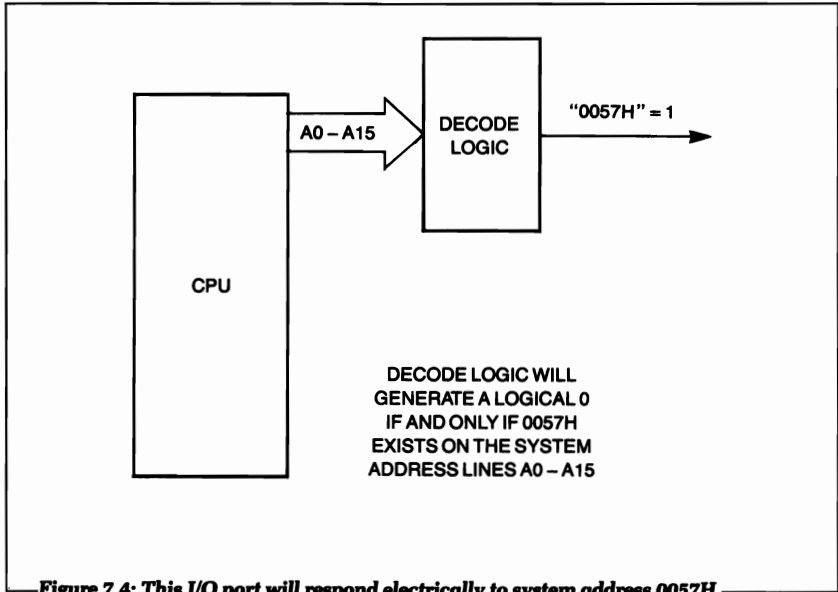 A0 – A15
DECODE
LOGIC
"0057H" = 1
CPU
DECODE LOGIC WILL
GENERATE A LOGICAL 0
IF AND ONLY IF 0057H
EXISTS ON THE SYSTEM
ADDRESS LINES A0 – A15
Figure 7.4: This I/O port will respond electrically to system address 0057H